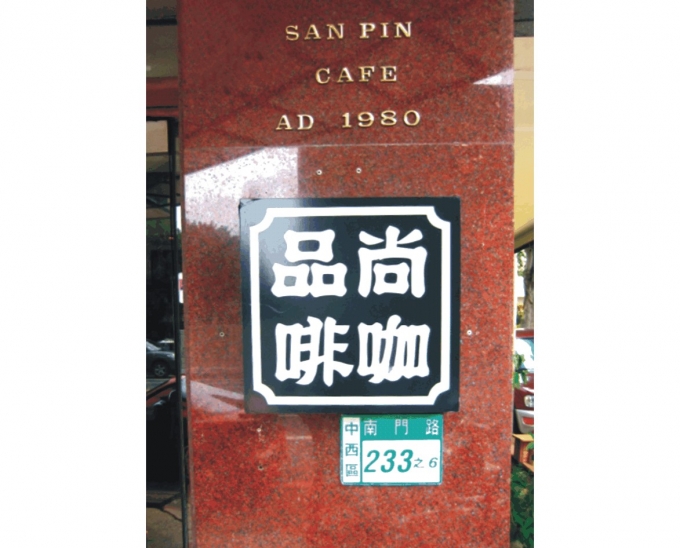 SAN PIN
CAFE
AD 1980
尚品
咖啡
中西區
南門路
233之6